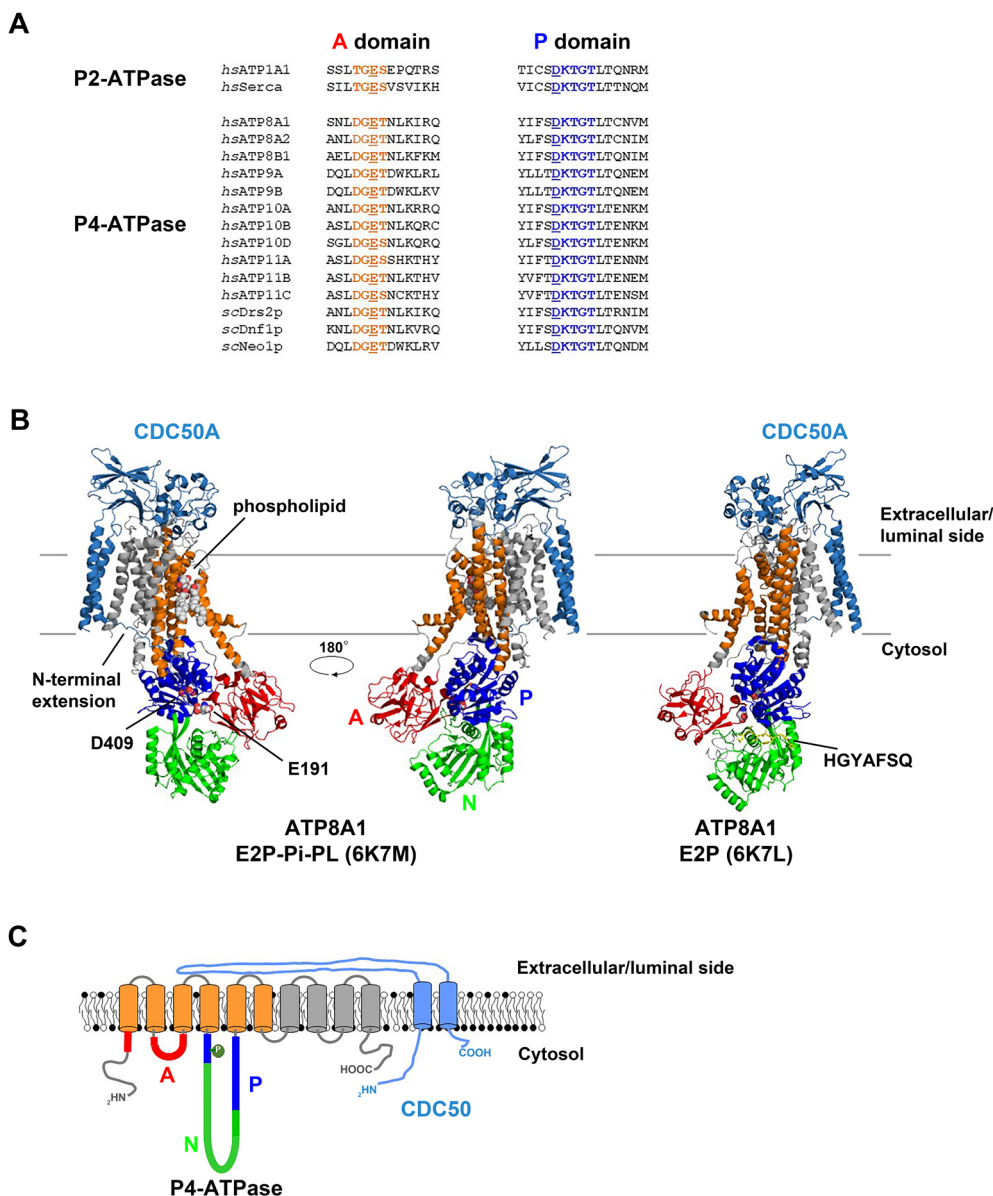 A
A domain P domain
P2-ATPase
hsATP1A1 SSLTGESEPQTRS TICSDKTGTLTQNRM
hsSerca SILTGESVSVIKH VICSDKTGTLTTNQM
P4-ATPase
hsATP8A1 SNLDGETNLKIRQ YIFSDKTGTLTCNVM
hsATP8A2 ANLDGETNLKIRQ YLFSDKTGTLTCNIM
hsATP8B1 AELDGETNLKFKM YIFSDKTGTLTQNIM
hsATP9A DQLDGETDWKLRL YLLTDKTGTLTQNEM
hsATP9B DQLDGETDWKLKV YLLTDKTGTLTQNEM
hsATP10A ANLDGETNLKRRQ YIFSDKTGTLTENKM
hsATP10B ASLDGETNLKQRC YIFSDKTGTLTENKM
hsATP10D SGLDGESNLKQRQ YLFSDKTGTLTENKM
hsATP11A ASLDGESSHKTHY YIFTDKTGTLTENNM
hsATP11B ASLDGETNLKTHV YVFTDKTGTLTENEM
hsATP11C ASLDGESNCKTHY YVFTDKTGTLTENSM
scDrs2p ANLDGETNLKIKQ YIFSDKTGTLTRNIM
scDnf1p KNLDGETNLKVRQ YIFSDKTGTLTQNVM
scNeo1p DQLDGETDWKLRV YLLSDKTGTLTQNDM
B
CDC50A
CDC50A
phospholipid
Extracellular/
luminal side
Cytosol
180°
N-terminal
extension
D409
E191
A
P
N
HGYAFSQ
ATP8A1
E2P-Pi-PL (6K7M)
ATP8A1
E2P (6K7L)
C
Extracellular/luminal side
Cytosol
P
A
P
N
2HN
HOOC
2HN
COOH
CDC50
P4-ATPase